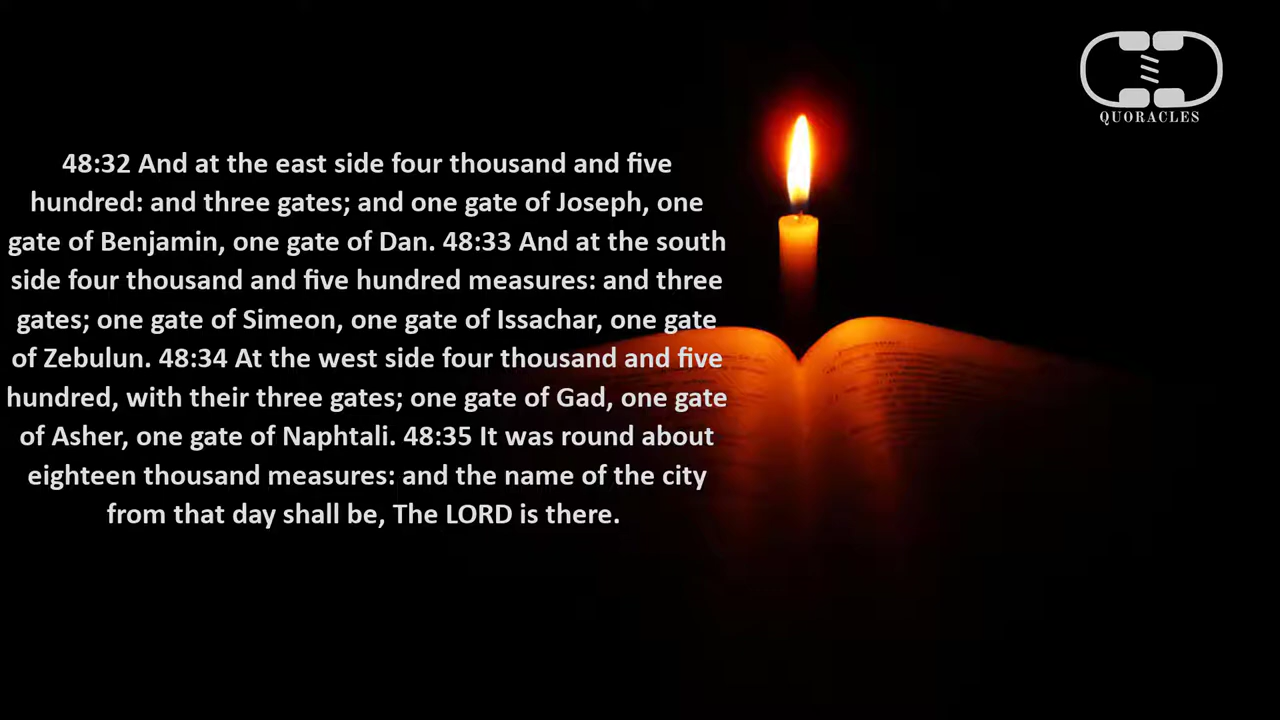 QUORACLES
48:32 And at the east side four thousand and five
hundred: and three gates; and one gate of Joseph, one
gate of Benjamin, one gate of Dan. 48:33 And at the south
side four thousand and five hundred measures: and three
gates; one gate of Simeon, one gate of Issachar, one gate
of Zebulun. 48:34 At the west side four thousand and five
hundred, with their three gates; one gate of Gad, one gate
of Asher, one gate of Naphtali. 48:35 It was round about
eighteen thousand measures: and the name of the city
from that day shall be, The LORD is there.